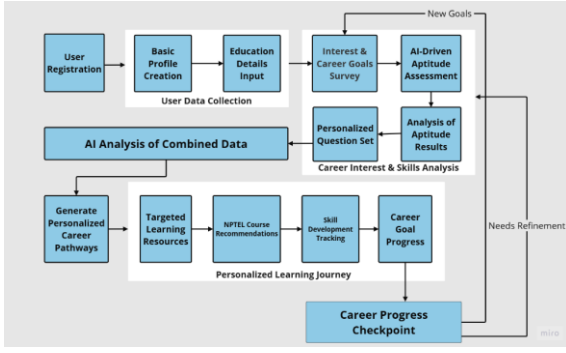 New Goals
User
Registration
Basic
Profile
Creation
Education
Details
Input
User Data Collection
Interest &
Career Goals
Survey
AI-Driven
Aptitude
Assessment
Personalized
Question Set
Analysis of
Aptitude
Results
Career Interest & Skills Analysis
AI Analysis of Combined Data
Generate
Personalized
Career
Pathways
Targeted
Learning
Resources
NPTEL Course
Recommendations
Skill
Development
Tracking
Career
Goal
Progress
Personalized Learning Journey
Needs Refinement
Career Progress
Checkpoint
miro